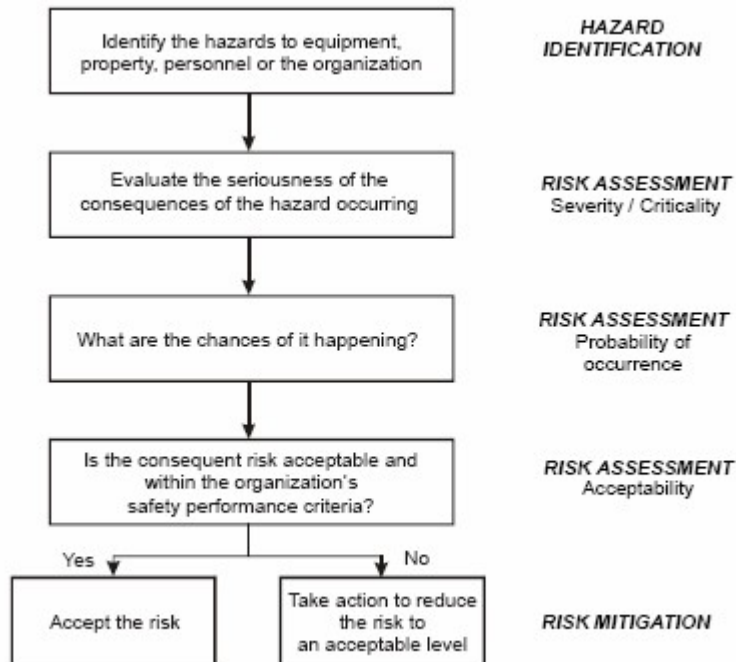 Identify the hazards to equipment,
property, personnel or the organization
HAZARD
IDENTIFICATION
Evaluate the seriousness of the
consequences of the hazard occurring
RISK ASSESSMENT
Severity / Criticality
What are the chances of it happening?
RISK ASSESSMENT
Probability of
occurrence
Is the consequent risk acceptable and
within the organization's
safety performance criteria?
RISK ASSESSMENT
Acceptability
Yes
No
Accept the risk
Take action to reduce
the risk to
an acceptable level
RISK MITIGATION